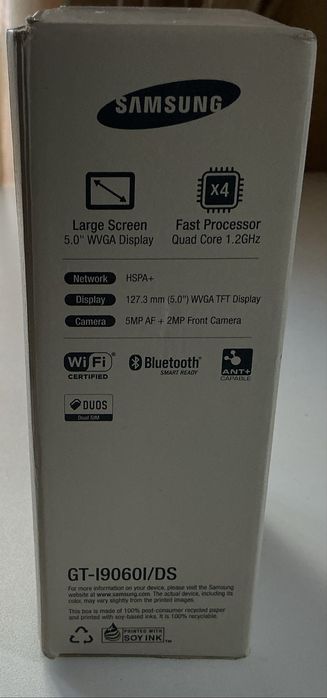 SAMSUNG
X4
Large Screen
5.0" WVGA Display
Fast Processor
Quad Core 1.2GHz
Network HSPA+
Display 127.3 mm (5.0") WVGA TFT Display
Camera 5MP AF + 2MP Front Camera
Wi Fi
CERTIFIED
Bluetooth®
SMART READY
ANT+
CAPABLE
DUOS
Dual SIM
GT-I9060I/DS
For more information on your device, please visit the Samsung
website at www.samsung.com. The actual device, including its
color, may vary slightly from the printed images.
This box is made of 100% post-consumer recycled paper
and printed with soy-based inks. It is 100% recyclable.
PRINTED WITH
SOY INK™